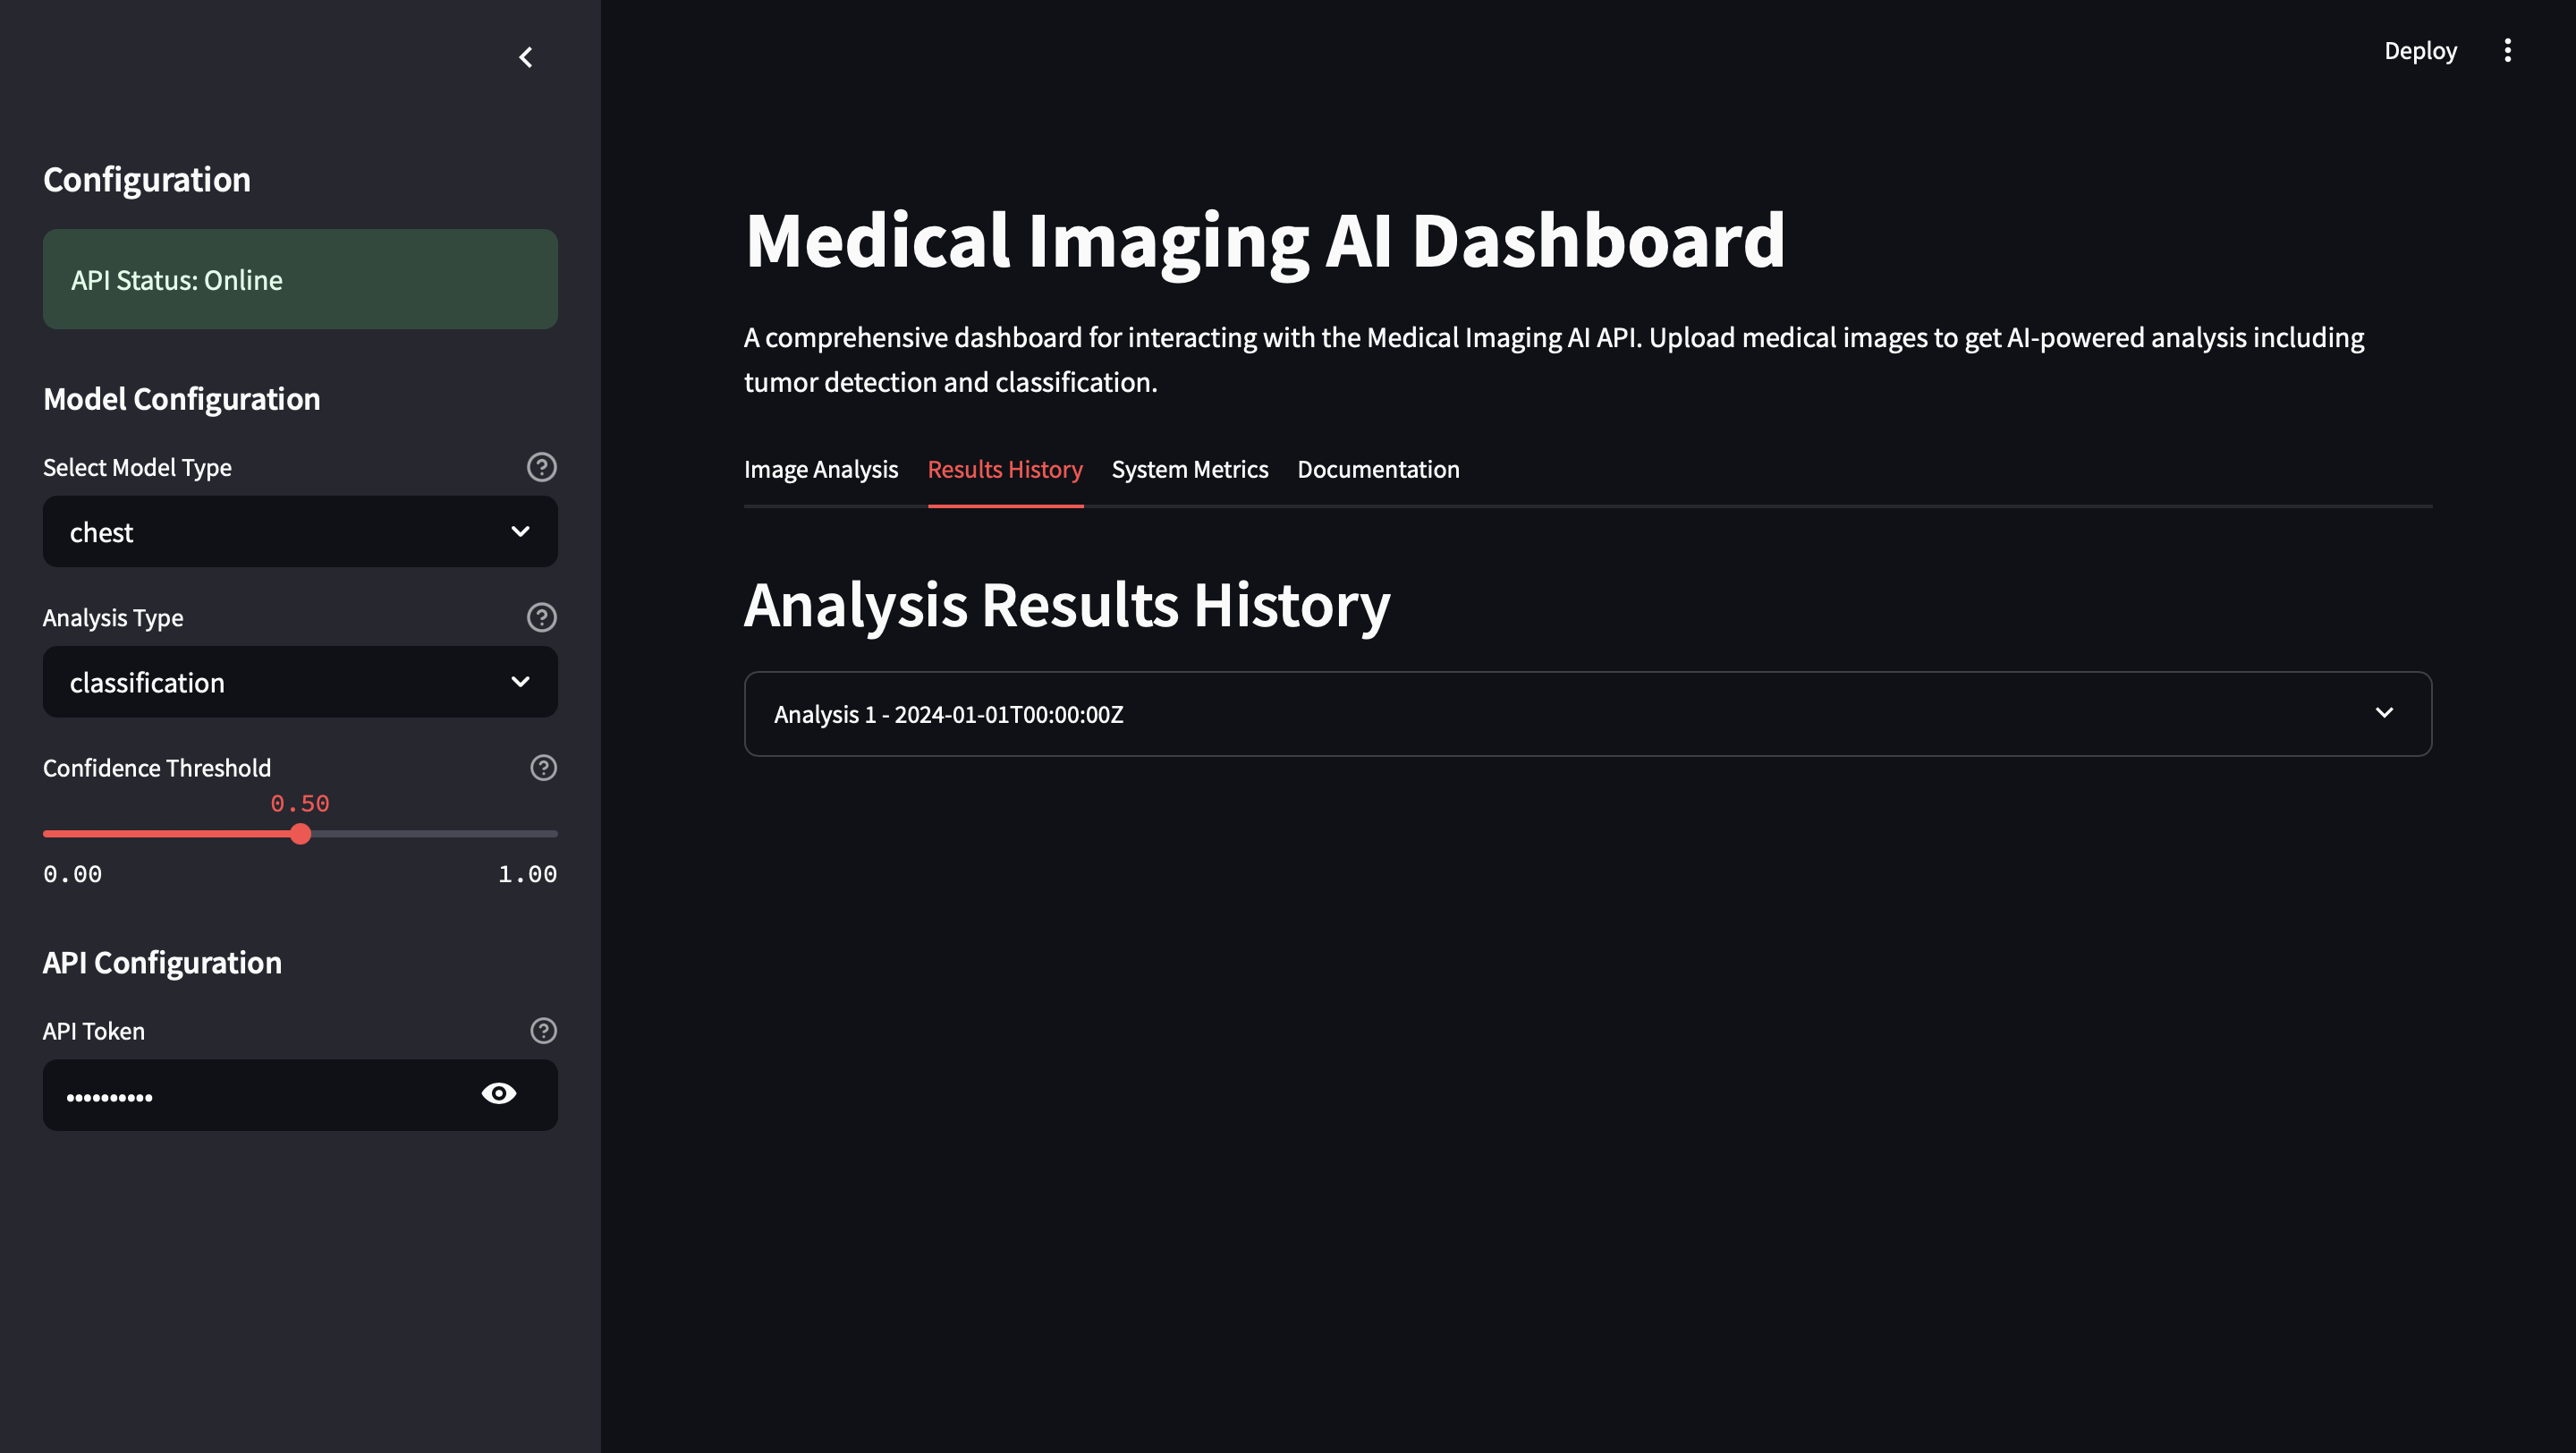 Deploy
Configuration
API Status: Online
Model Configuration
Select Model Type
chest
Analysis Type
classification
Confidence Threshold
0.50
0.00
1.00
API Configuration
API Token
••••••••••
Medical Imaging AI Dashboard
A comprehensive dashboard for interacting with the Medical Imaging AI API. Upload medical images to get AI-powered analysis including
tumor detection and classification.
Image Analysis
Results History
System Metrics
Documentation
Analysis Results History
Analysis 1 - 2024-01-01T00:00:00Z